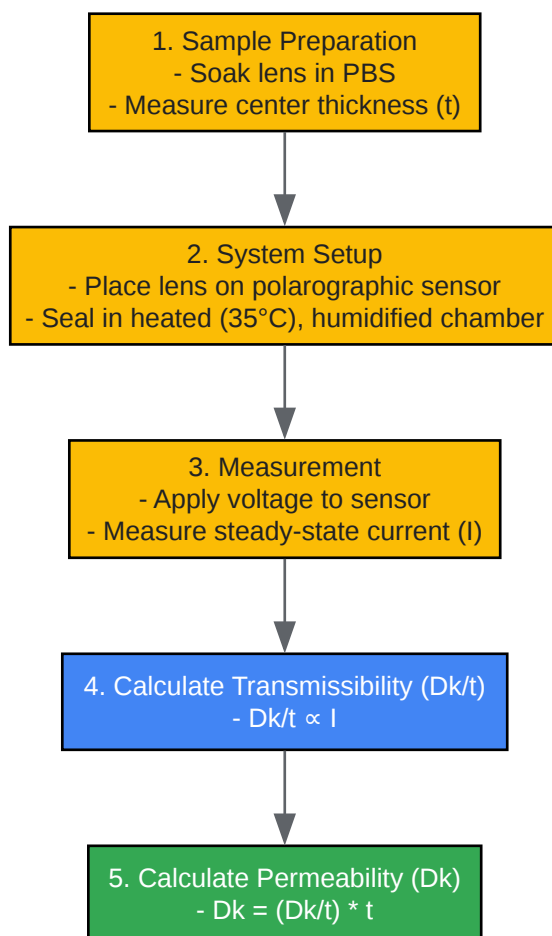 1. Sample Preparation
- Soak lens in PBS
- Measure center thickness (t)
2. System Setup
- Place lens on polarographic sensor
- Seal in heated (35°C), humidified chamber
3. Measurement
- Apply voltage to sensor
- Measure steady-state current (I)
4. Calculate Transmissibility (Dk/t)
- Dk/t ∝ I
5. Calculate Permeability (Dk)
- Dk = (Dk/t) * t